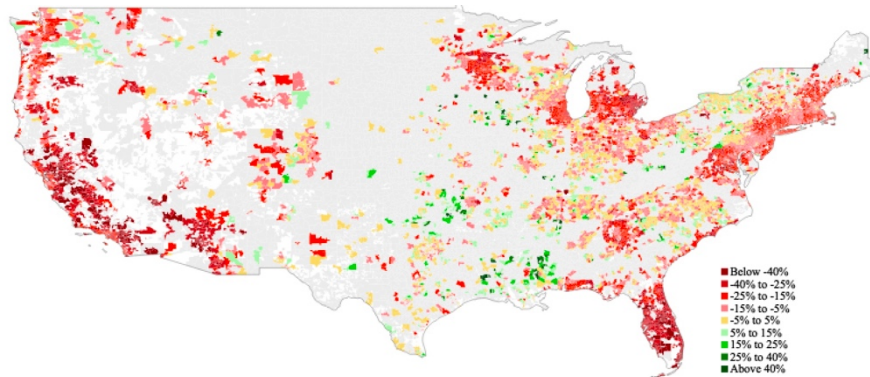 Below -40%
-40% to -25%
-25% to -15%
-15% to -5%
-5% to 5%
5% to 15%
15% to 25%
25% to 40%
Above 40%